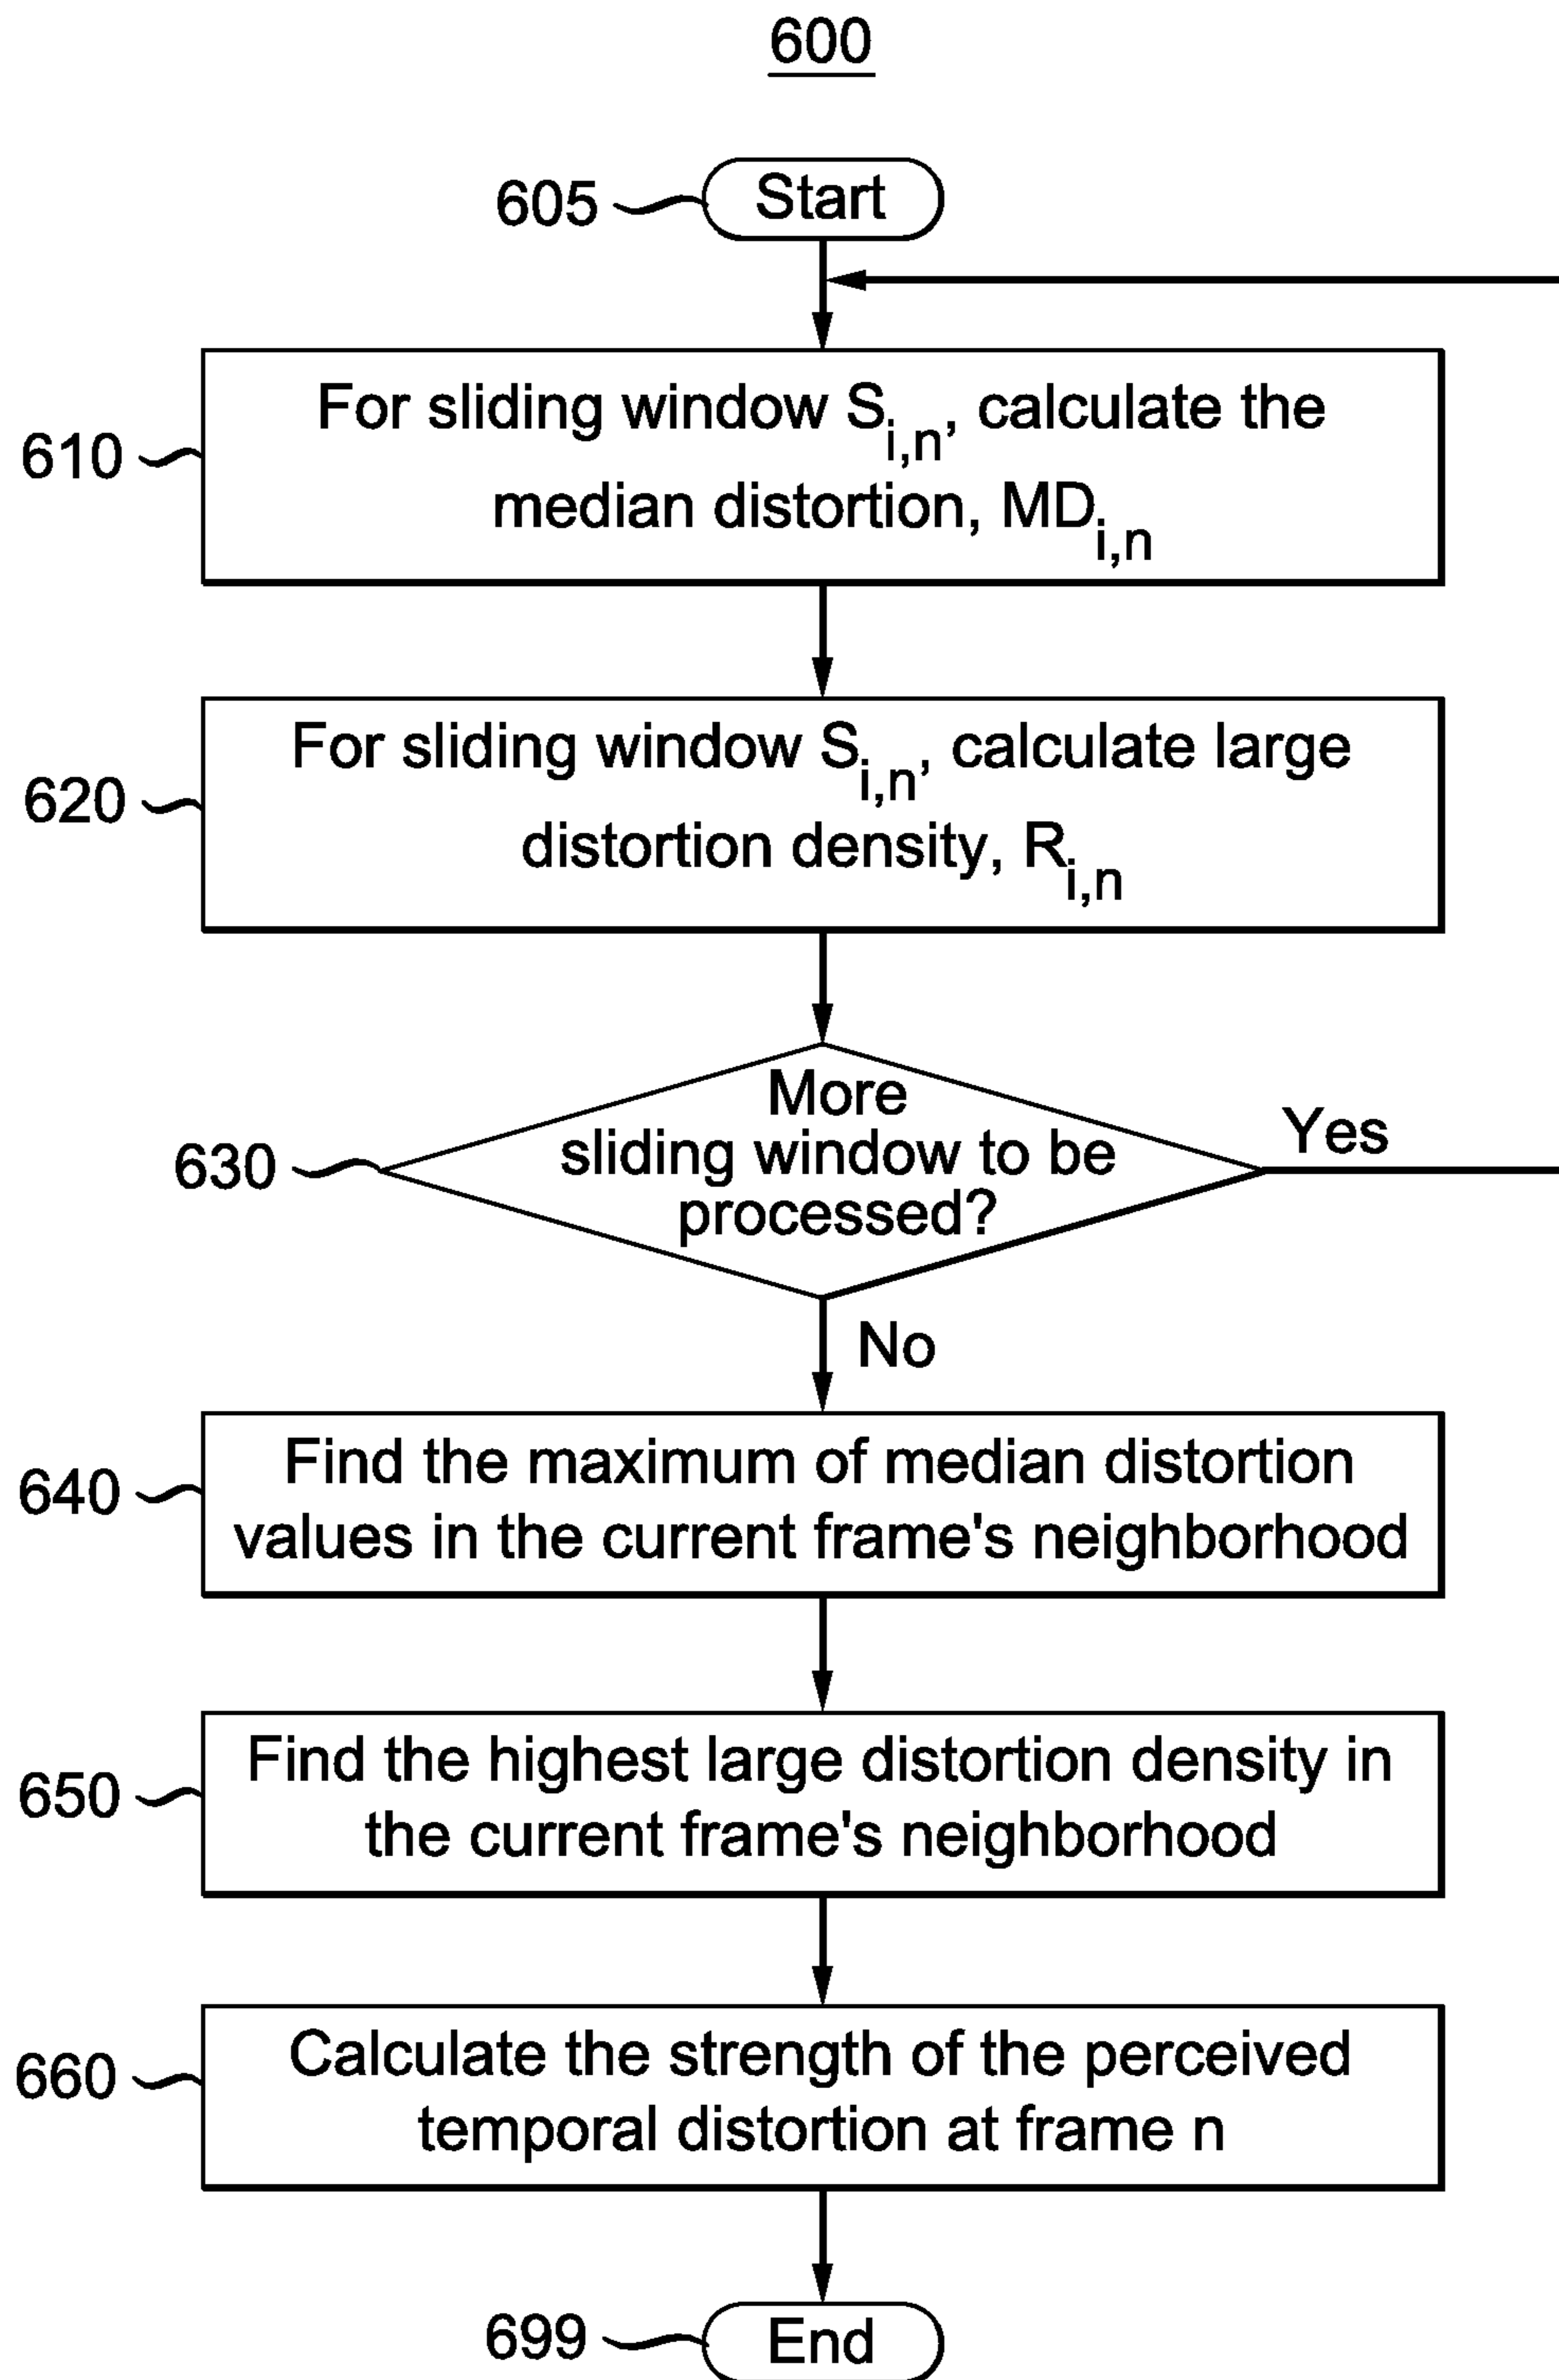 600
605
Start
610
For sliding window Si,n, calculate the
median distortion, MDi,n
620
For sliding window Si,n, calculate large
distortion density, Ri,n
630
More
sliding window to be
processed?
Yes
No
640
Find the maximum of median distortion
values in the current frame's neighborhood
650
Find the highest large distortion density in
the current frame's neighborhood
660
Calculate the strength of the perceived
temporal distortion at frame n
699
End